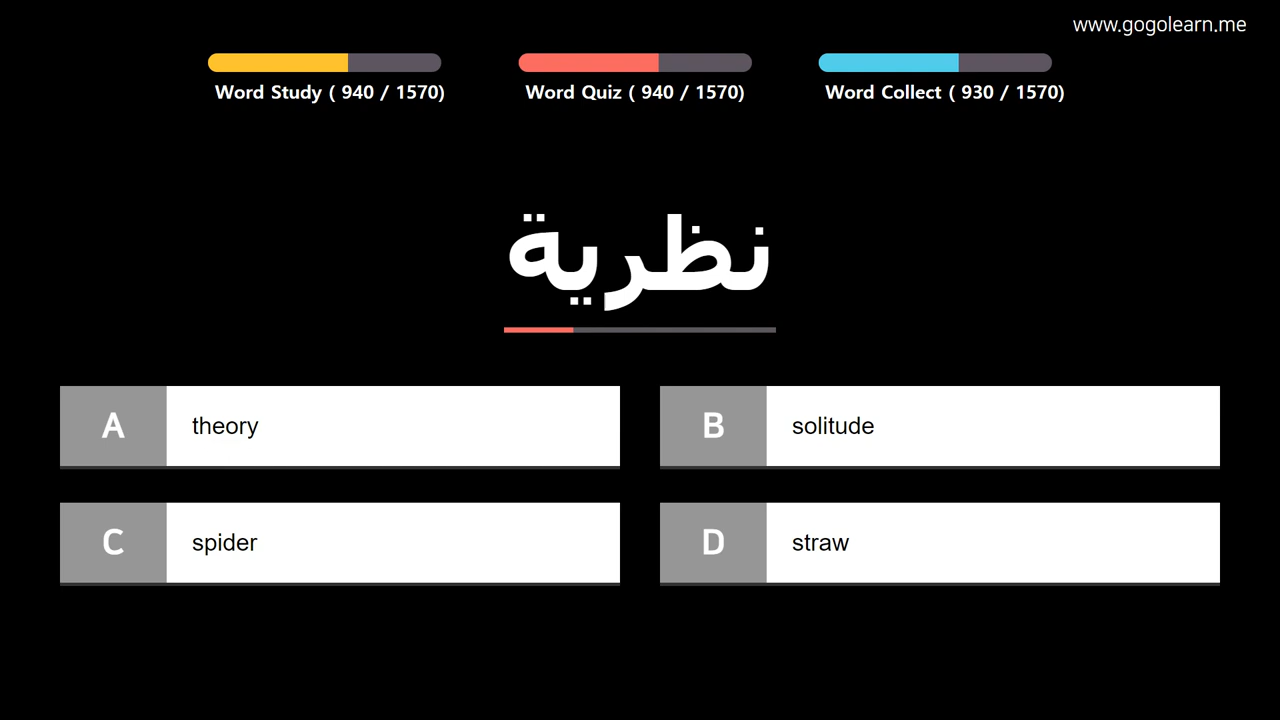 www.gogolearn.me
Word Study ( 940 / 1570)
Word Quiz ( 940 / 1570)
Word Collect ( 930 / 1570)
نظرية
A theory
B solitude
C spider
D straw